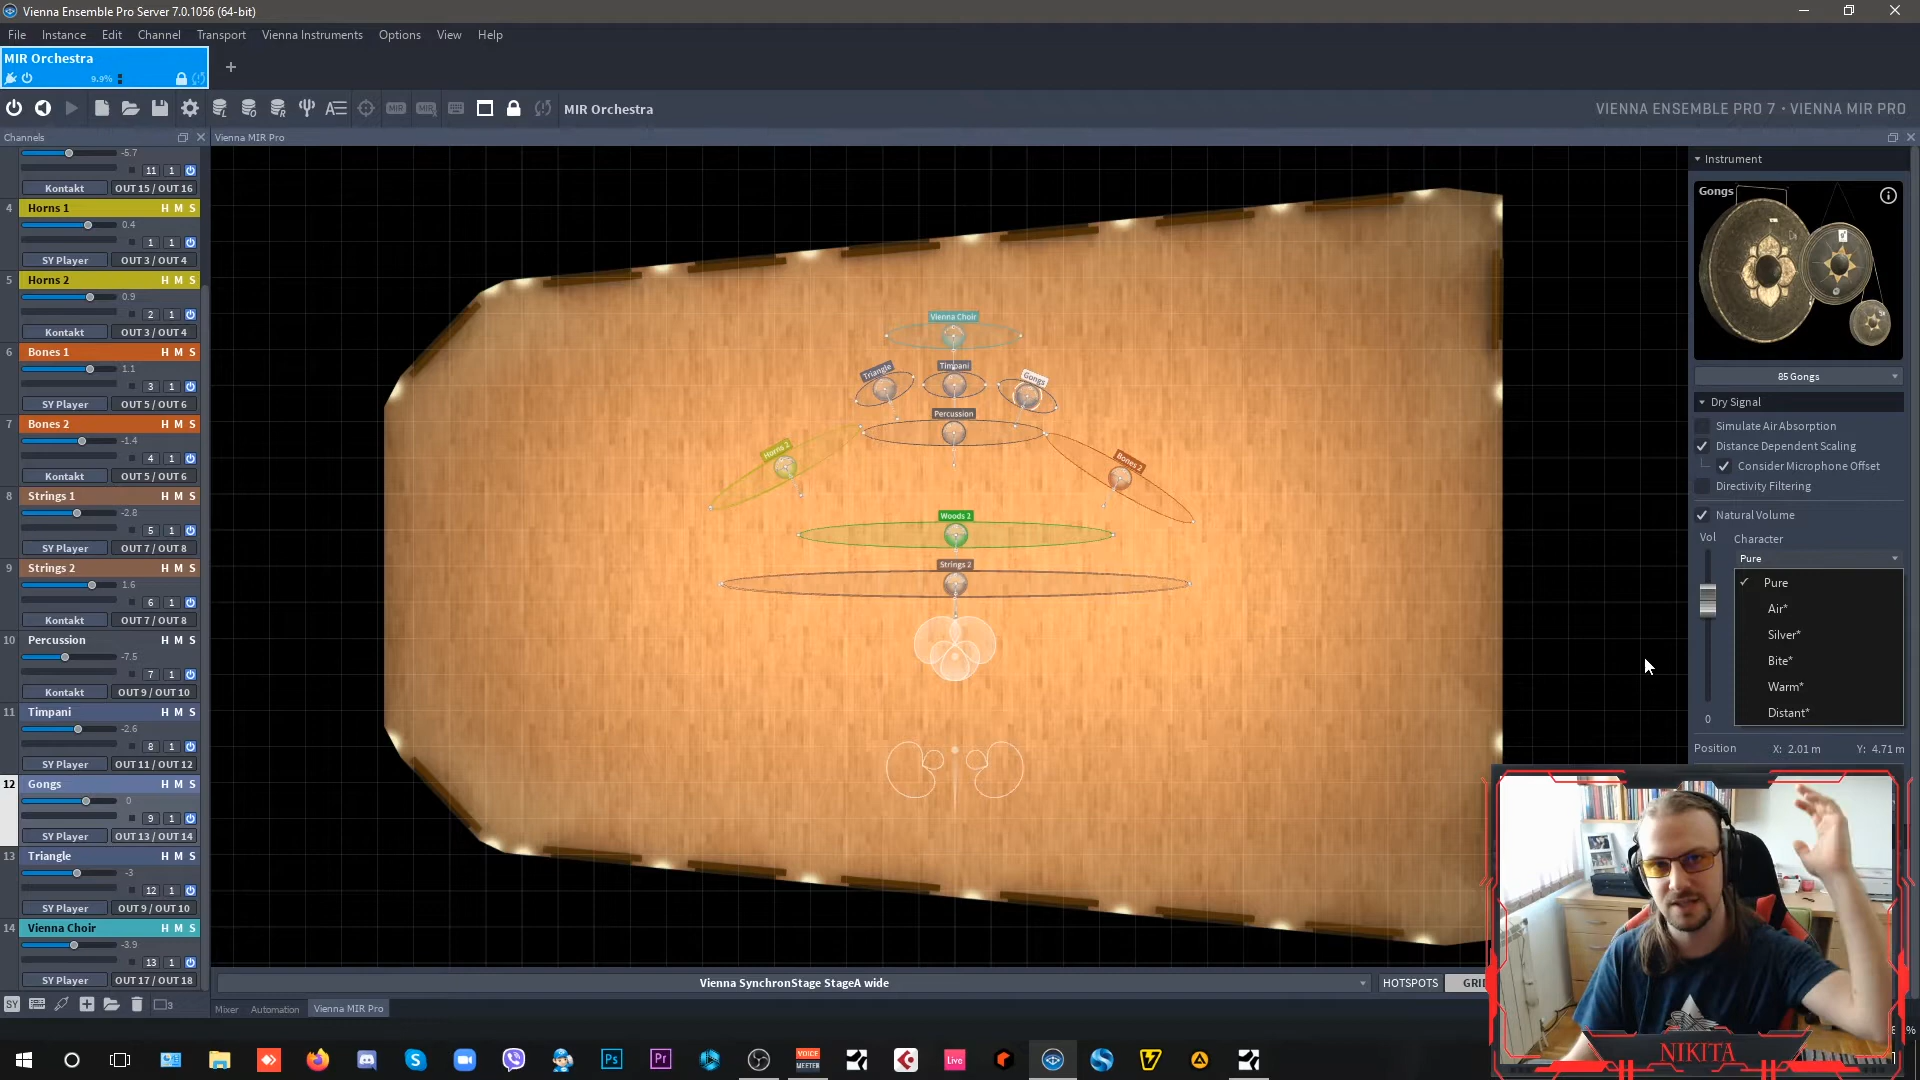 Vienna Ensemble Pro Server 7.0.1056 (64-bit)
File Instance Edit Channel Transport Vienna Instruments Options View Help
MIR Orchestra
9.9%
MIR Orchestra
VIENNA ENSEMBLE PRO 7 • VIENNA MIR PRO
Channels
Vienna MIR Pro
-5.7
11 1
Kontakt OUT 15 / OUT 16
4 Horns 1 H M S
0.4
1 1
SY Player OUT 3 / OUT 4
5 Horns 2 H M S
0.9
2 1
Kontakt OUT 3 / OUT 4
6 Bones 1 H M S
1.1
3 1
SY Player OUT 5 / OUT 6
7 Bones 2 H M S
-1.4
4 1
Kontakt OUT 5 / OUT 6
8 Strings 1 H M S
-2.8
5 1
SY Player OUT 7 / OUT 8
9 Strings 2 H M S
1.6
6 1
Kontakt OUT 7 / OUT 8
10 Percussion H M S
-7.5
7 1
Kontakt OUT 9 / OUT 10
11 Timpani H M S
-2.6
8 1
SY Player OUT 11 / OUT 12
12 Gongs H M S
0
9 1
SY Player OUT 13 / OUT 14
13 Triangle H M S
-3
12 1
SY Player OUT 9 / OUT 10
14 Vienna Choir H M S
-3.9
13 1
SY Player OUT 17 / OUT 18
SY
3
Vienna Choir
Triangle
Timpani
Gongs
Percussion
Horns 2
Bones 2
Woods 2
Strings 2
Vienna SynchronStage StageA wide
HOTSPOTS
GRI
Mixer Automation Vienna MIR Pro
Instrument
Gongs
85 Gongs
Dry Signal
Simulate Air Absorption
Distance Dependent Scaling
Consider Microphone Offset
Directivity Filtering
Natural Volume
Vol Character
Pure
Pure
Air*
Silver*
Bite*
Warm*
Distant*
0
Position X: 2.01 m Y: 4.71 m
NIKITA
Ps
Pr
VOICE
MEETER
Live